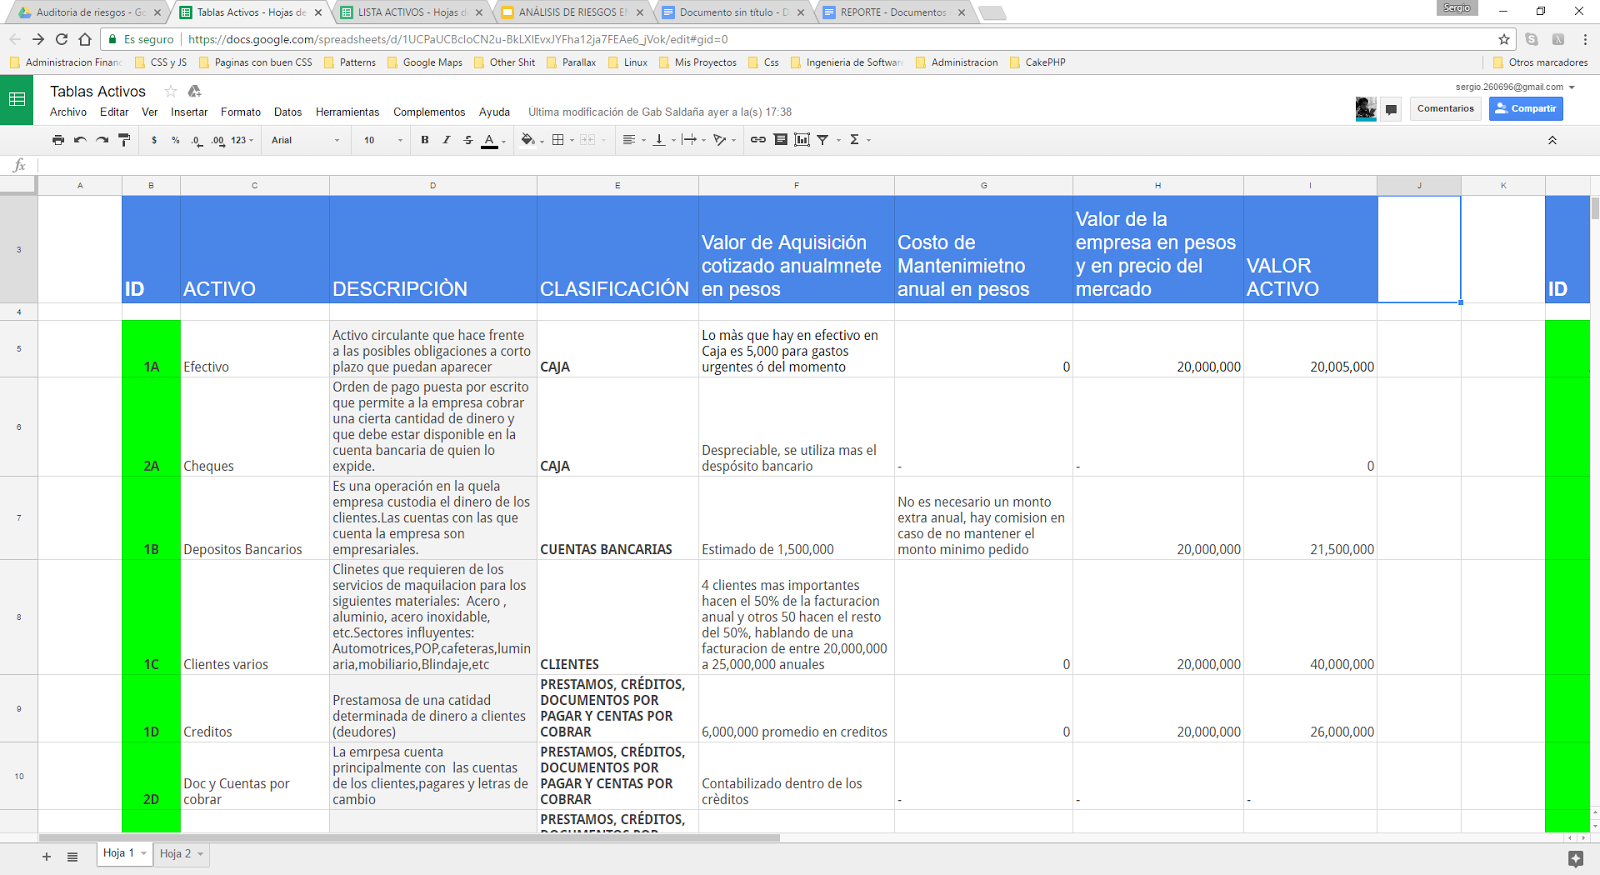 Auditoria de riesgos - Go
Tablas Activos - Hojas de
LISTA ACTIVOS - Hojas d
ANÁLISIS DE RIESGOS E
Documento sin título - D
REPORTE - Documentos
Sergio
Es seguro
https://docs.google.com/spreadsheets/d/1UCPaUCBcIoCN2u-BkLXIEvxJYFha12ja7FEAe6_jVok/edit#gid=0
Administracion Finan
CSS y JS
Paginas con buen CSS
Patterns
Google Maps
Other Shit
Parallax
Linux
Mis Proyectos
Css
Ingenieria de Softwar
Administracion
CakePHP
Otros marcadores
Tablas Activos
sergio.260696@gmail.com
Archivo Editar Ver Insertar Formato Datos Herramientas Complementos Ayuda
Última modificación de Gab Saldaña ayer a la(s) 17:38
Comentarios
Compartir
$ % .0 .00 123
Arial
10
B I S A
Σ
fx
A B C D E F G H I J K
3
ID
ACTIVO
DESCRIPCIÒN
CLASIFICACIÓN
Valor de Aquisición
cotizado anualmnete
en pesos
Costo de
Mantenimietno
anual en pesos
Valor de la
empresa en pesos
y en precio del
mercado
VALOR
ACTIVO
ID
4
5
1A
Efectivo
Activo circulante que hace frente
a las posibles obligaciones a corto
plazo que puedan aparecer
CAJA
Lo màs que hay en efectivo en
Caja es 5,000 para gastos
urgentes ó del momento
0
20,000,000
20,005,000
6
2A
Cheques
Orden de pago puesta por escrito
que permite a la empresa cobrar
una cierta cantidad de dinero y
que debe estar disponible en la
cuenta bancaria de quien lo
expide.
CAJA
Despreciable, se utiliza mas el
despósito bancario
-
-
0
7
1B
Depositos Bancarios
Es una operación en la quela
empresa custodia el dinero de los
clientes.Las cuentas con las que
cuenta la empresa son
empresariales.
CUENTAS BANCARIAS
Estimado de 1,500,000
No es necesario un monto
extra anual, hay comision en
caso de no mantener el
monto minimo pedido
20,000,000
21,500,000
8
1C
Clientes varios
Clinetes que requieren de los
servicios de maquilacion para los
siguientes materiales: Acero ,
aluminio, acero inoxidable,
etc.Sectores influyentes:
Automotrices,POP,cafeteras,lumin
aria,mobiliario,Blindaje,etc
CLIENTES
4 clientes mas importantes
hacen el 50% de la facturacion
anual y otros 50 hacen el resto
del 50%, hablando de una
facturacion de entre 20,000,000
a 25,000,000 anuales
0
20,000,000
40,000,000
9
1D
Creditos
Prestamosa de una catidad
determinada de dinero a clientes
(deudores)
PRESTAMOS, CRÉDITOS,
DOCUMENTOS POR
PAGAR Y CENTAS POR
COBRAR
6,000,000 promedio en creditos
0
20,000,000
26,000,000
10
2D
Doc y Cuentas por
cobrar
La emrpesa cuenta
principalmente con las cuentas
de los clientes,pagares y letras de
cambio
PRESTAMOS, CRÉDITOS,
DOCUMENTOS POR
PAGAR Y CENTAS POR
COBRAR
Contabilizado dentro de los
crèditos
-
-
-
PRESTAMOS, CRÉDITOS,
DOCUMENTOS POR
Hoja 1
Hoja 2